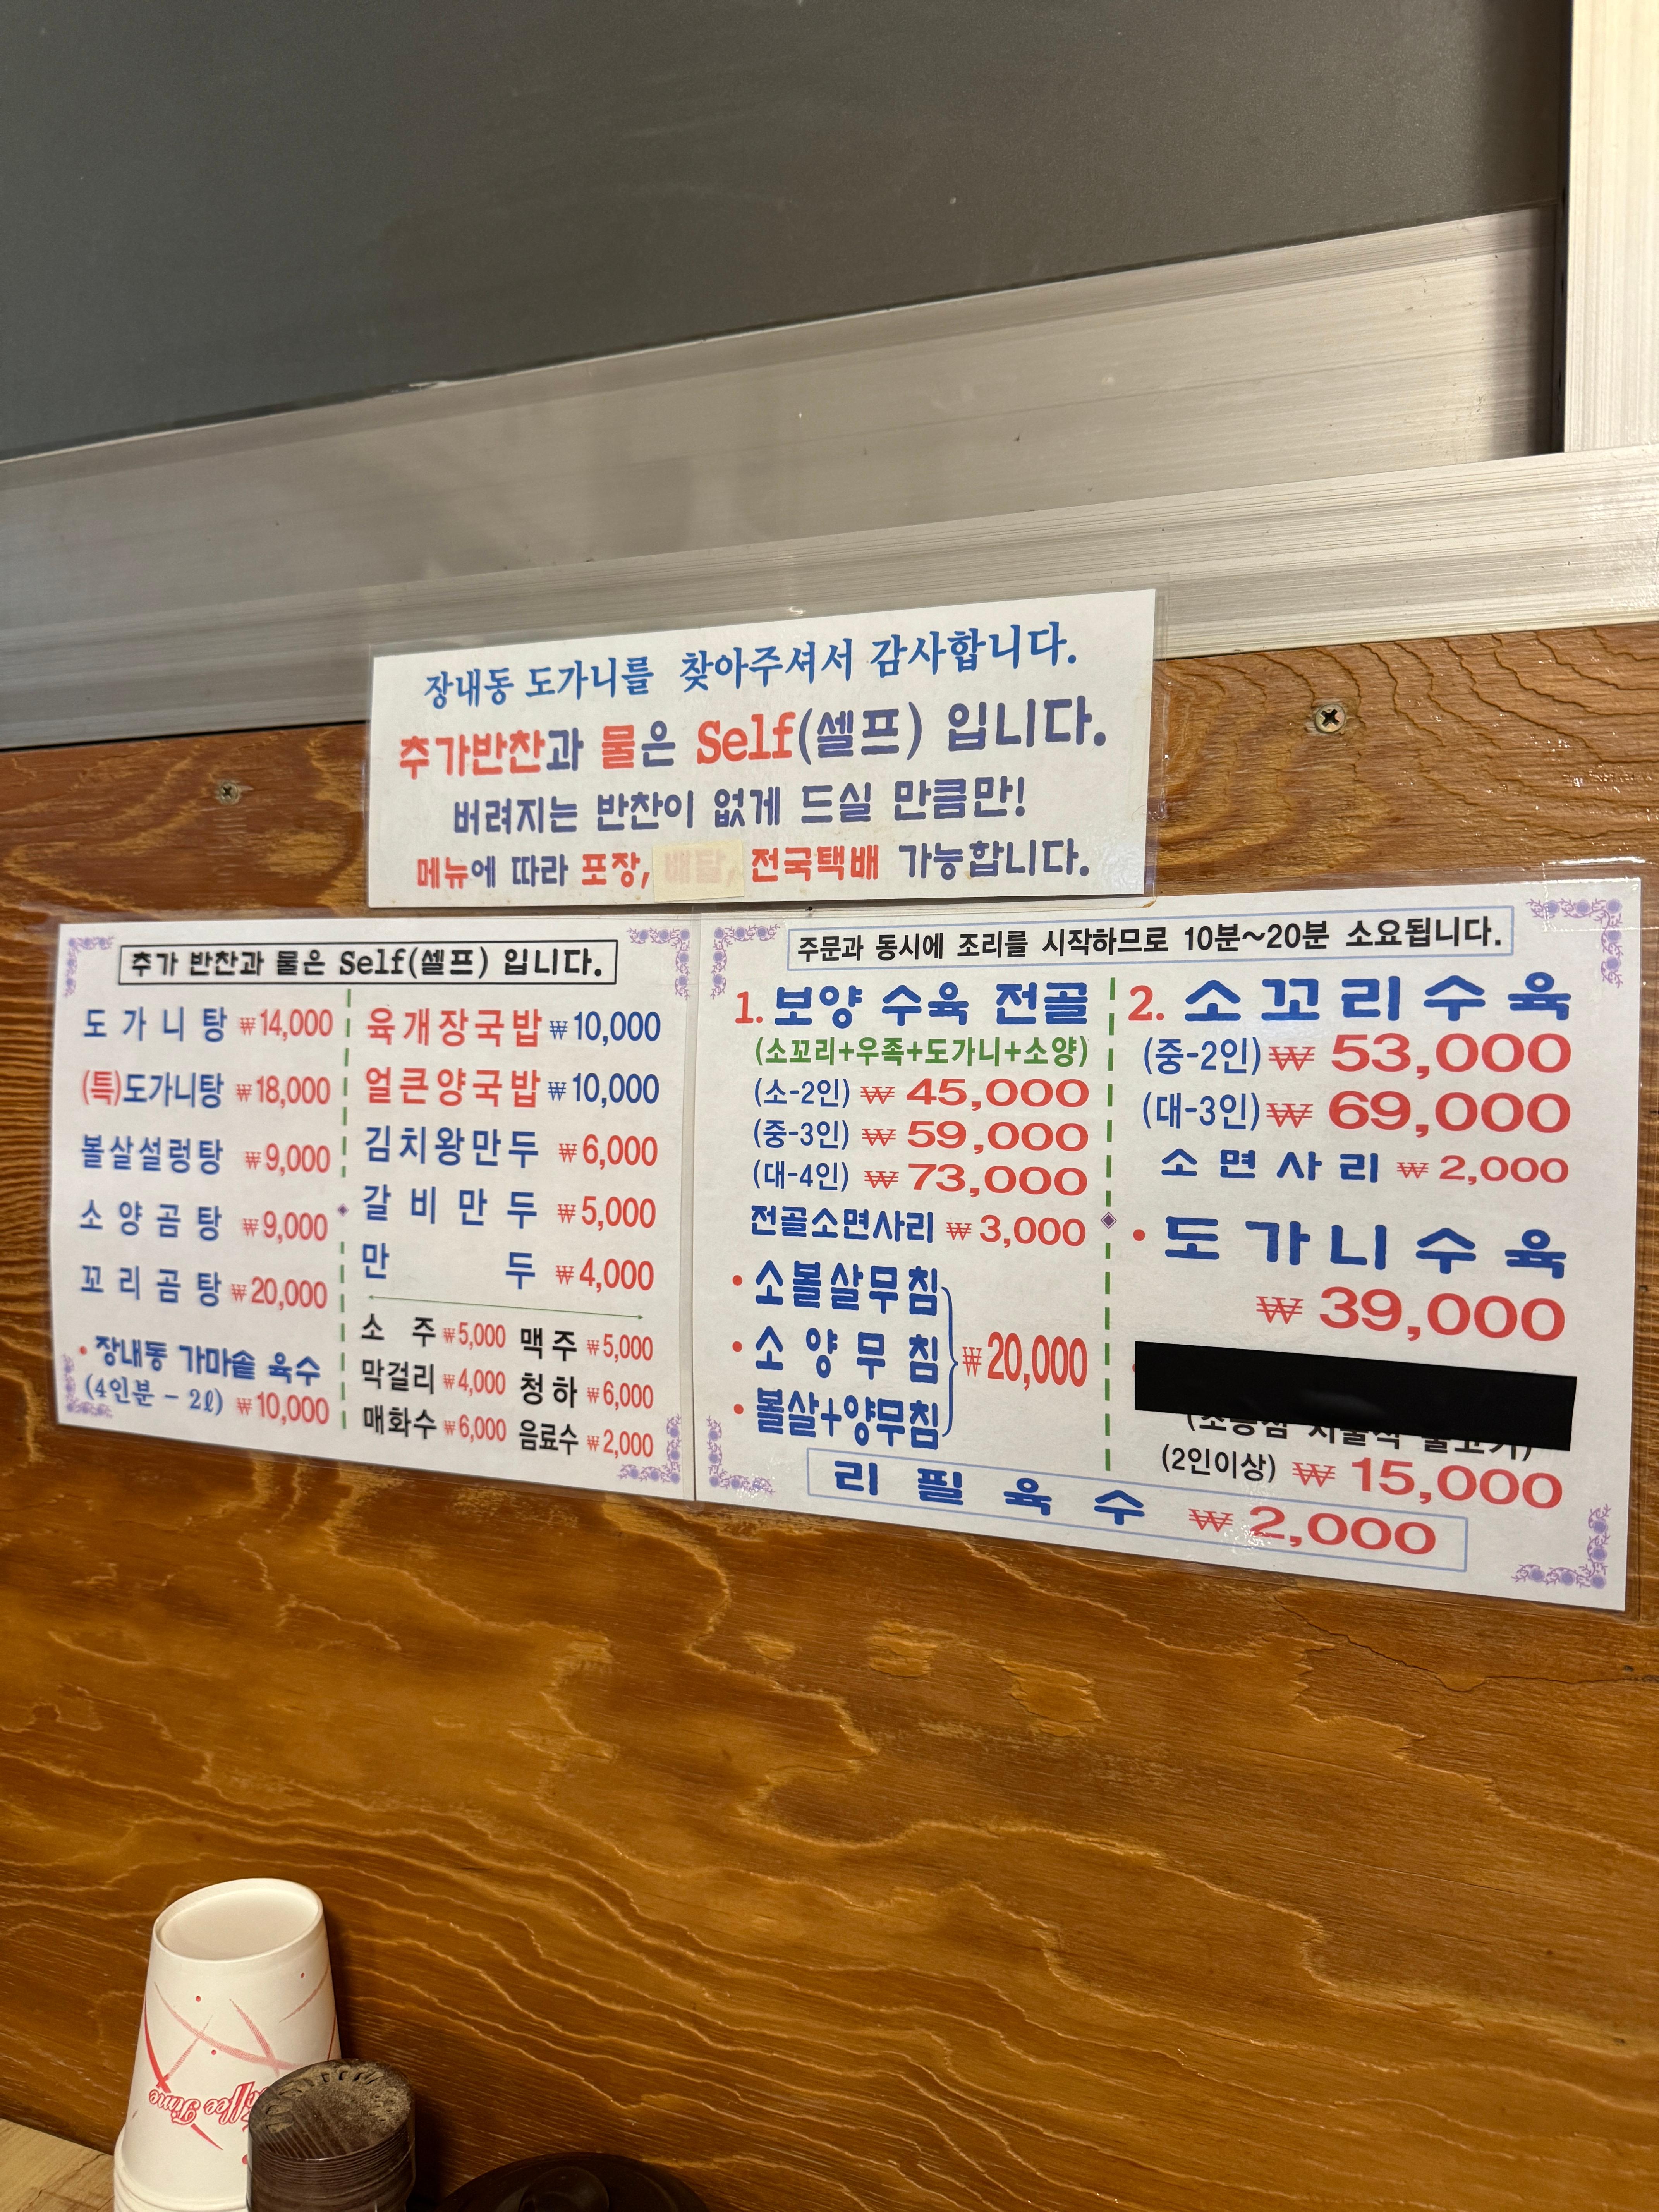 장내동 도가니를 찾아주셔서 감사합니다.
추가반찬과 물은 Self(셀프) 입니다.
버려지는 반찬이 없게 드실 만큼만!
메뉴에 따라 포장, 배달, 전국택배 가능합니다.
추가 반찬과 물은 Self(셀프) 입니다.
도가니탕 ₩14,000
(특)도가니탕 ₩18,000
볼살설렁탕 ₩9,000
소양곰탕 ₩9,000
꼬리곰탕 ₩20,000
• 장내동 가마솥 육수
(4인분 - 2ℓ) ₩10,000
육개장국밥 ₩10,000
얼큰양국밥 ₩10,000
김치왕만두 ₩6,000
갈비만두 ₩5,000
만두 ₩4,000
소주 ₩5,000 맥주 ₩5,000
막걸리 ₩4,000 청하 ₩6,000
매화수 ₩6,000 음료수 ₩2,000
주문과 동시에 조리를 시작하므로 10분~20분 소요됩니다.
1. 보양 수육 전골
(소꼬리+우족+도가니+소양)
(소-2인) ₩ 45,000
(중-3인) ₩ 59,000
(대-4인) ₩ 73,000
전골소면사리 ₩ 3,000
• 소볼살무침
• 소양무침 ₩20,000
• 볼살+양무침
2. 소꼬리수육
(중-2인) ₩ 53,000
(대-3인) ₩ 69,000
소면사리 ₩ 2,000
• 도가니수육
₩ 39,000
(2인이상) ₩ 15,000
리필육수 ₩ 2,000
Coffee Time